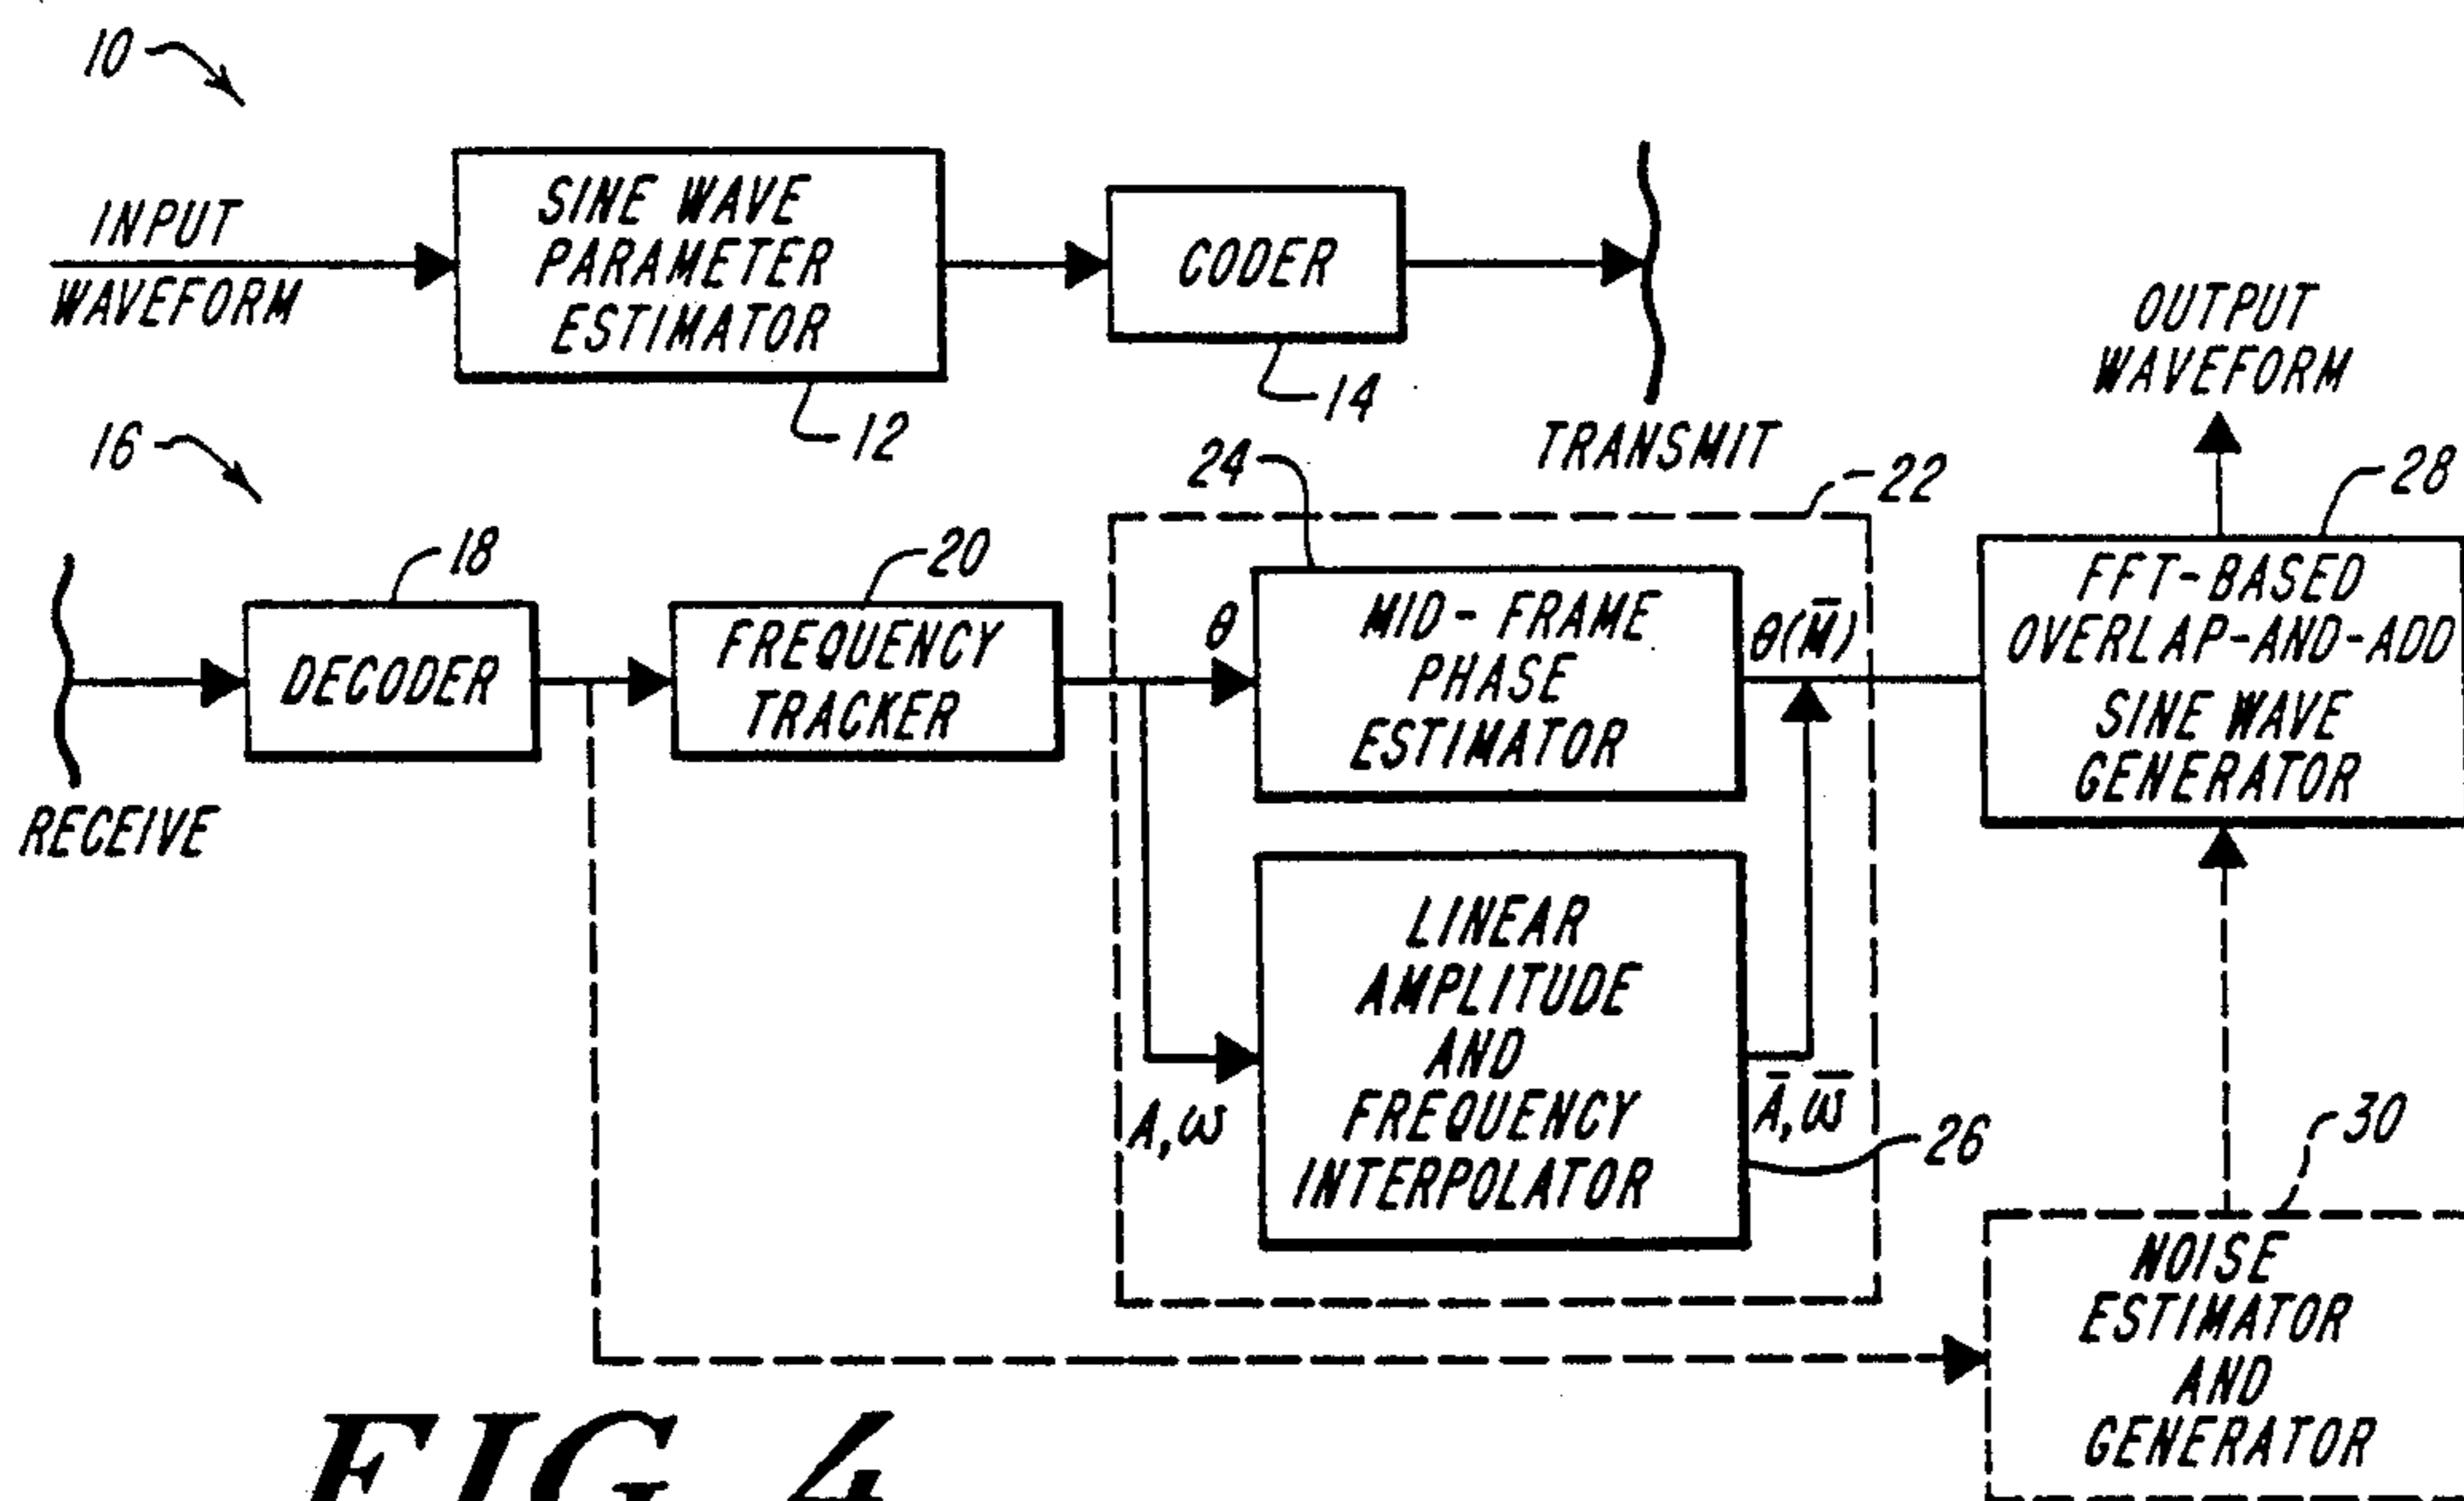 10
INPUT
WAVEFORM
SINE WAVE
PARAMETER
ESTIMATOR
12
CODER
14
TRANSMIT
OUTPUT
WAVEFORM
16
RECEIVE
18
DECODER
20
FREQUENCY
TRACKER
22
24
θ
MID-FRAME
PHASE
ESTIMATOR
θ(M̅)
A, ω
LINEAR
AMPLITUDE
AND
FREQUENCY
INTERPOLATOR
A̅, ω̅
26
28
FFT-BASED
OVERLAP-AND-ADD
SINE WAVE
GENERATOR
30
NOISE
ESTIMATOR
AND
GENERATOR
FIG. 4